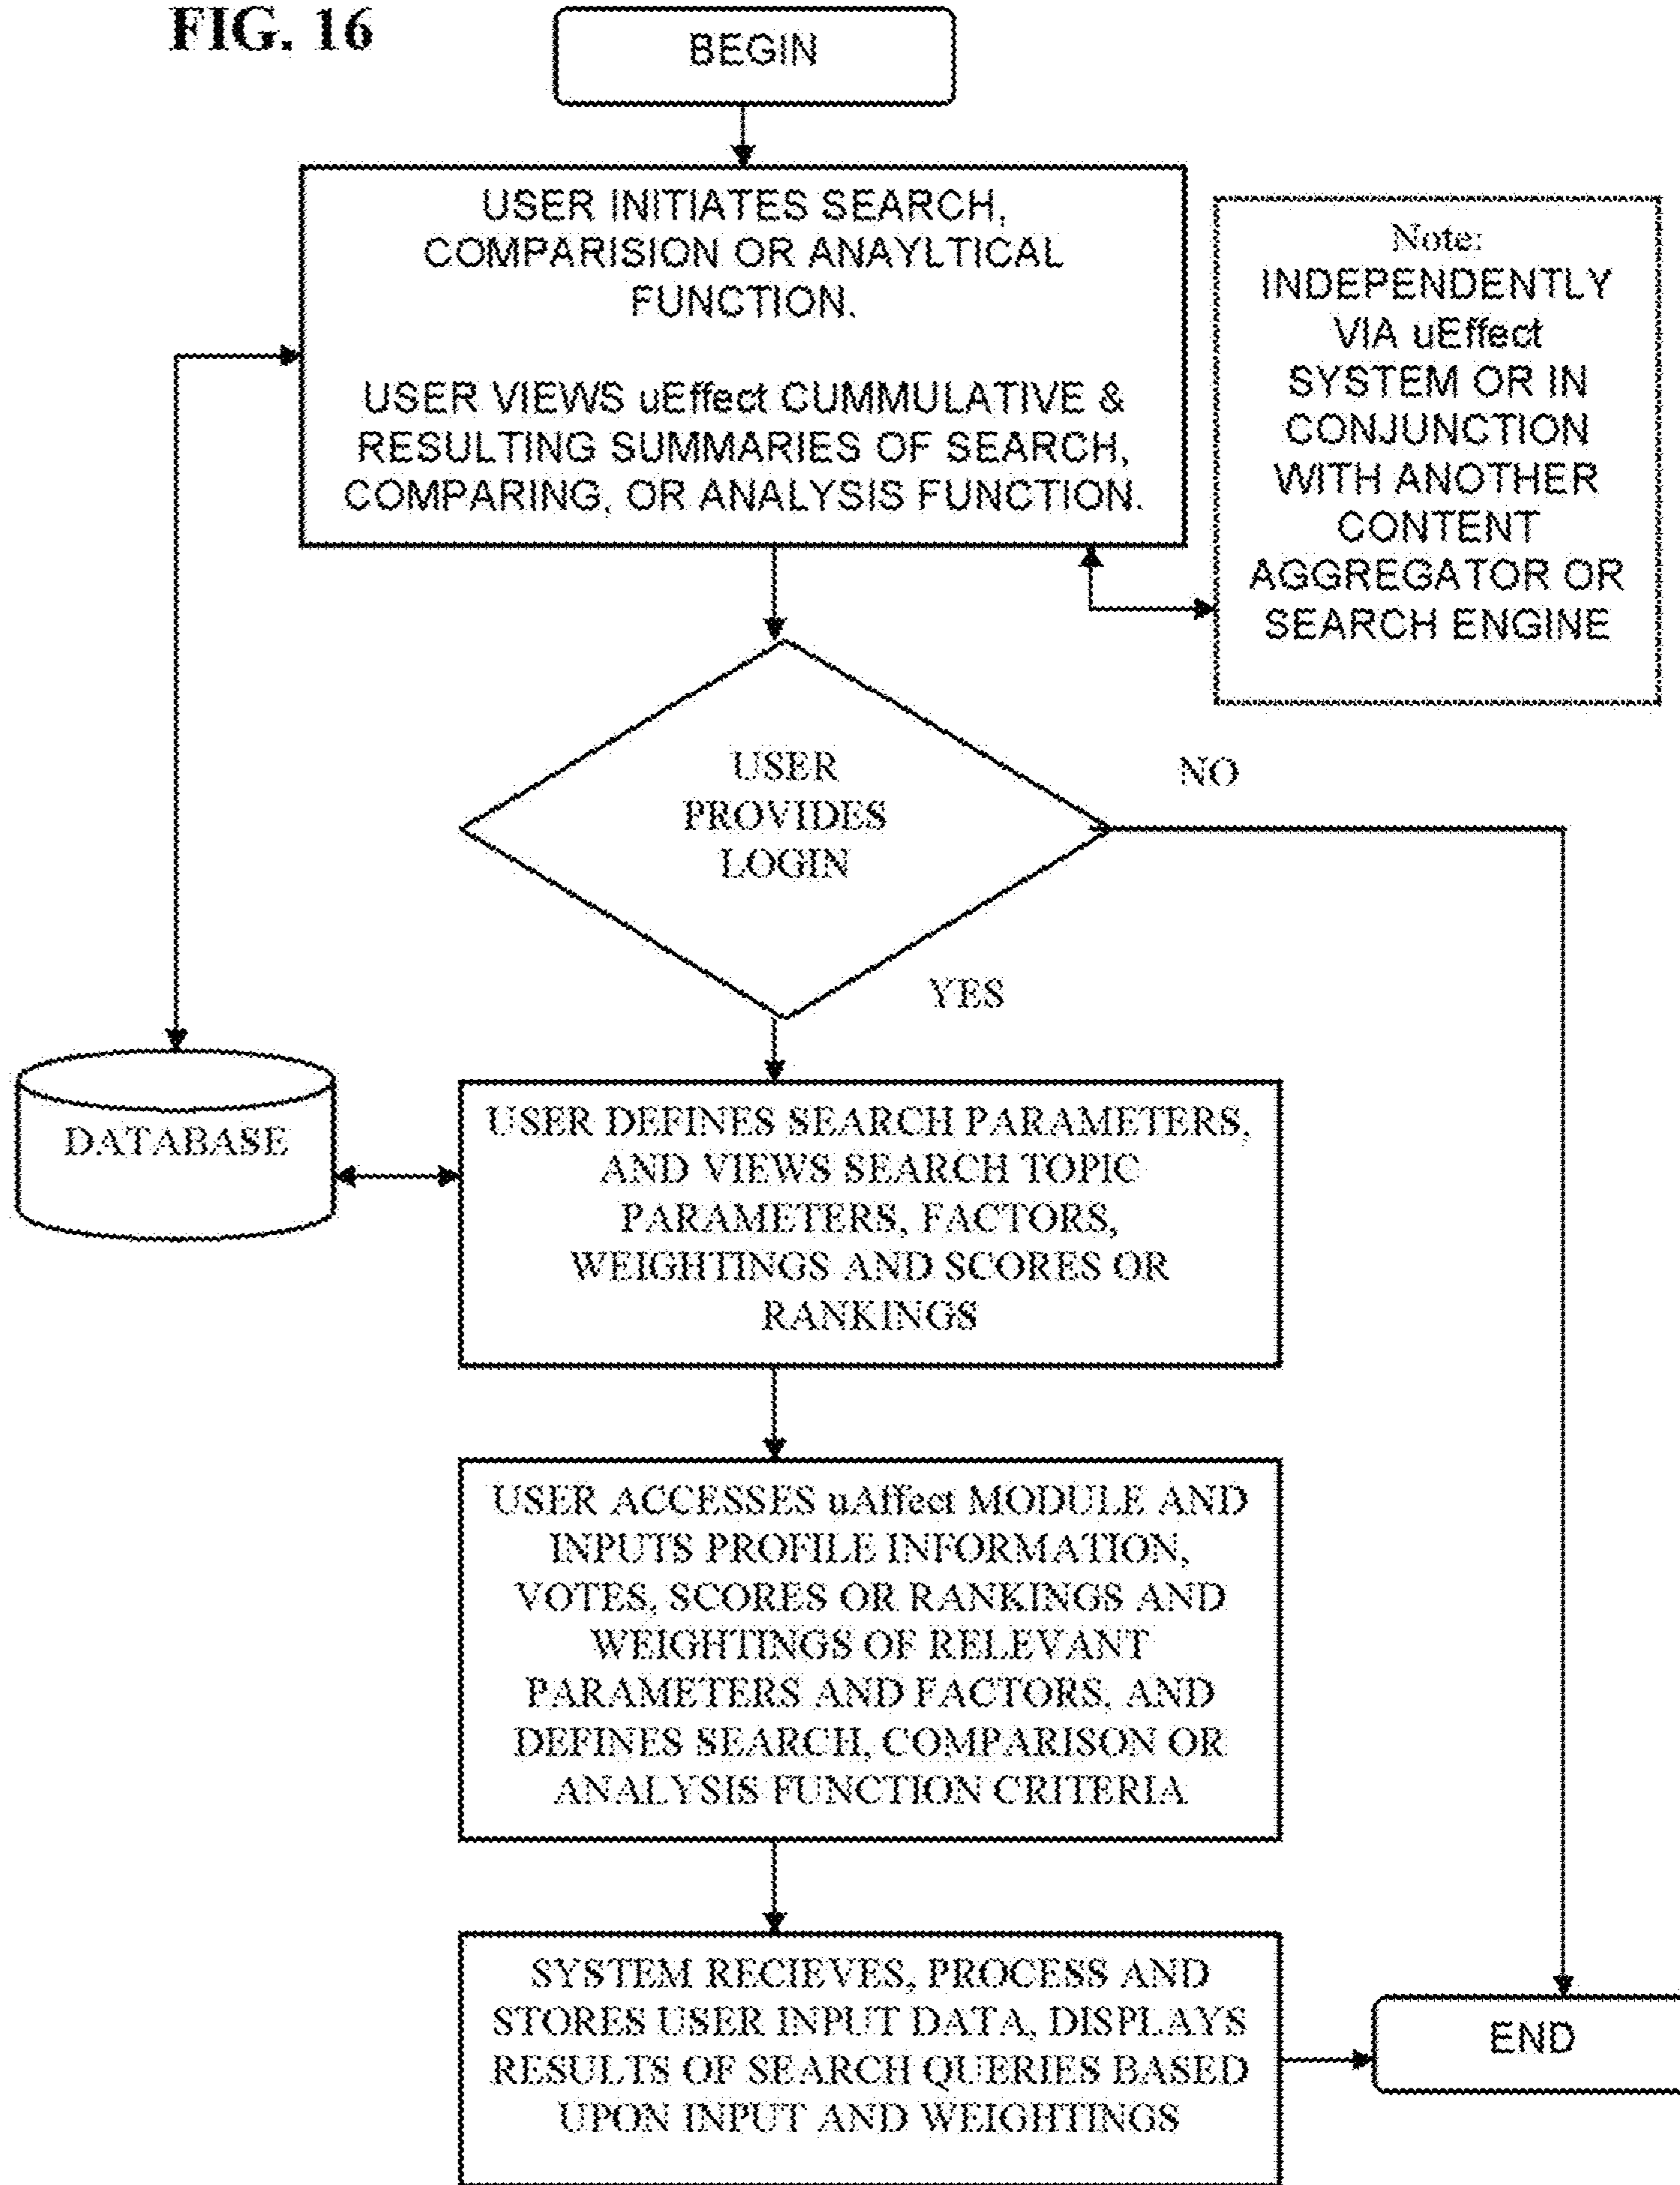 FIG. 16
BEGIN
USER INITIATES SEARCH,
COMPARISION OR ANAYLTICAL
FUNCTION.
USER VIEWS uEffect CUMMULATIVE &
RESULTING SUMMARIES OF SEARCH,
COMPARING, OR ANALYSIS FUNCTION.
Note:
INDEPENDENTLY
VIA uEffect
SYSTEM OR IN
CONJUNCTION
WITH ANOTHER
CONTENT
AGGREGATOR OR
SEARCH ENGINE
USER
PROVIDES
LOGIN
NO
YES
DATABASE
USER DEFINES SEARCH PARAMETERS,
AND VIEWS SEARCH TOPIC
PARAMETERS, FACTORS,
WEIGHTINGS AND SCORES OR
RANKINGS
USER ACCESSES uAffect MODULE AND
INPUTS PROFILE INFORMATION,
VOTES, SCORES OR RANKINGS AND
WEIGHTINGS OF RELEVANT
PARAMETERS AND FACTORS, AND
DEFINES SEARCH, COMPARISON OR
ANALYSIS FUNCTION CRITERIA
SYSTEM RECIEVES, PROCESS AND
STORES USER INPUT DATA, DISPLAYS
RESULTS OF SEARCH QUERIES BASED
UPON INPUT AND WEIGHTINGS
END